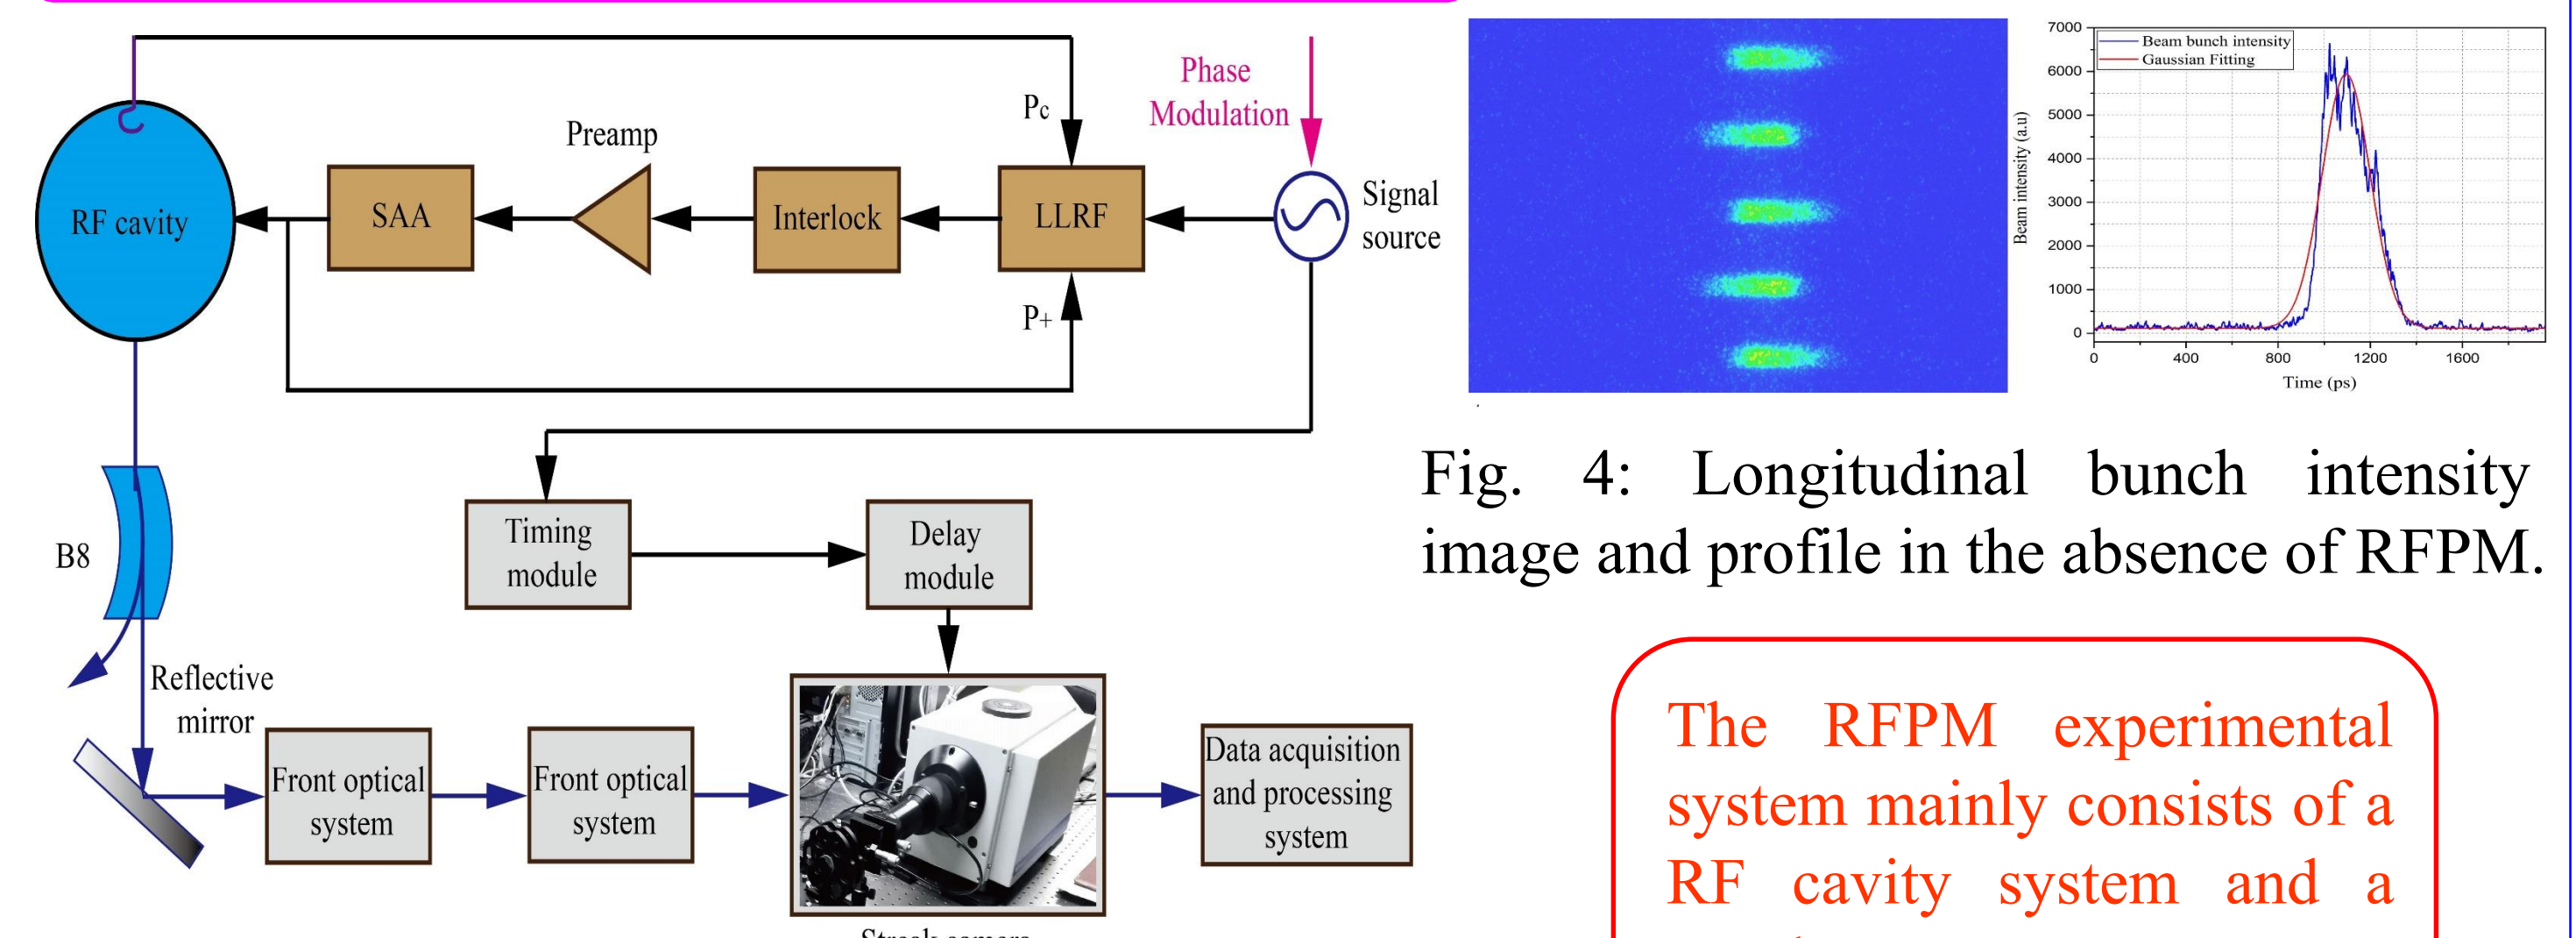 Phase
Modulation
Pc
Preamp
RF cavity
SAA
Interlock
LLRF
Signal
source
P+
B8
Timing
module
Delay
module
Reflective
mirror
Front optical
system
Front optical
system
Data acquisition
and processing
system
Streak camera
Beam bunch intensity
Gaussian Fitting
7000
6000
5000
4000
3000
2000
1000
0
Beam intensity (a.u)
0 400 800 1200 1600
Time (ps)
Fig. 4: Longitudinal bunch intensity
image and profile in the absence of RFPM.
The RFPM experimental
system mainly consists of a
RF cavity system and a